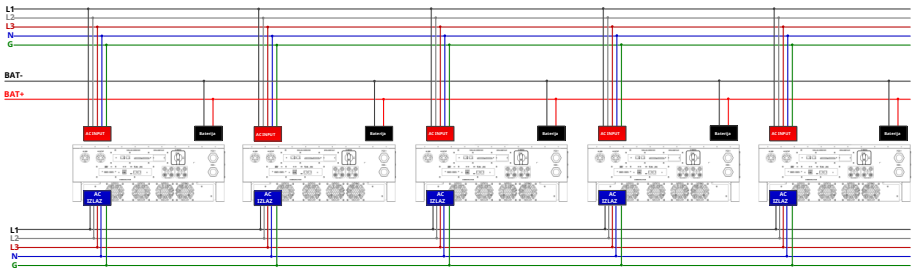 L1
L2
L3
N
G
BAT-
BAT+
AC INPUT
Baterija
AC INPUT
Baterija
AC INPUT
Baterija
AC INPUT
Baterija
AC INPUT
Baterija
AC
IZLAZ
AC
IZLAZ
AC
IZLAZ
AC
IZLAZ
AC
IZLAZ
L1
L2
L3
N
G